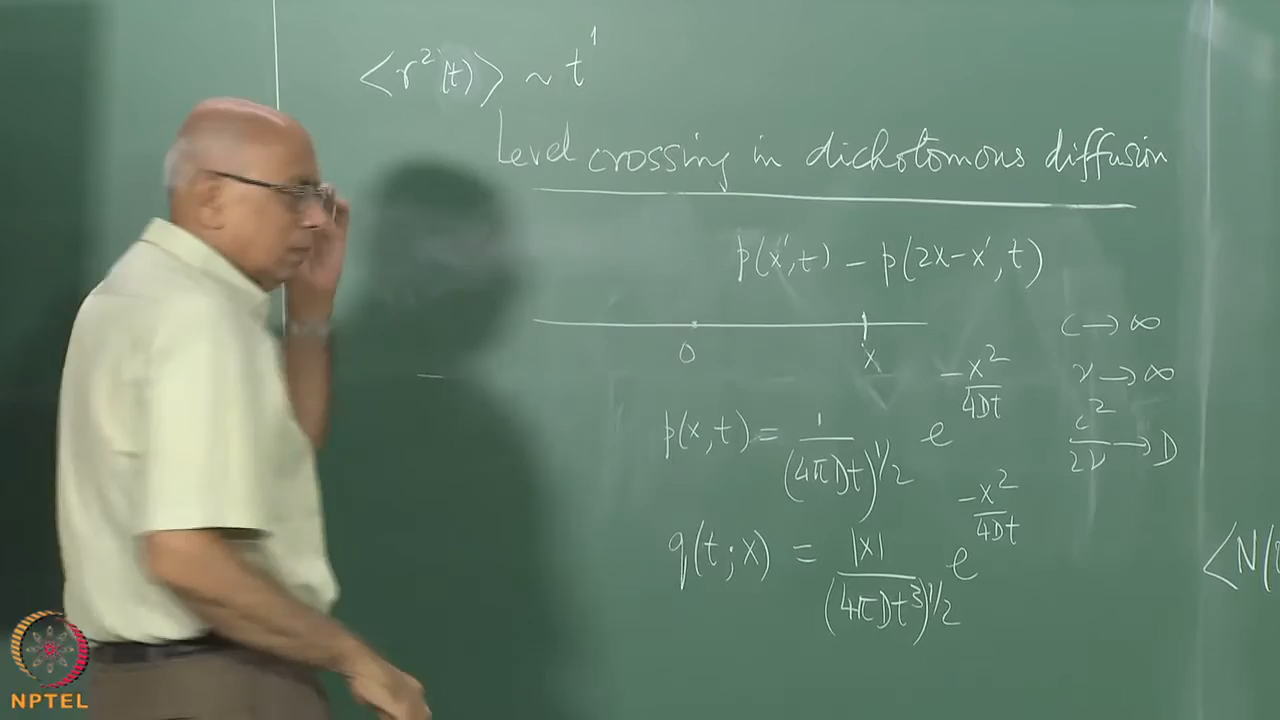 ⟨r²(t)⟩ ~ t¹
Level crossing in dichotomous diffusion
p(x',t) – p(2x–x',t)
0 x
c → ∞
ν → ∞
c²/2ν → D
p(x,t) = 1/(4πDt)^1/2 e^–x²/4Dt
q(t;x) = |x|/(4πDt³)^1/2 e^–x²/4Dt
⟨N(
NPTEL